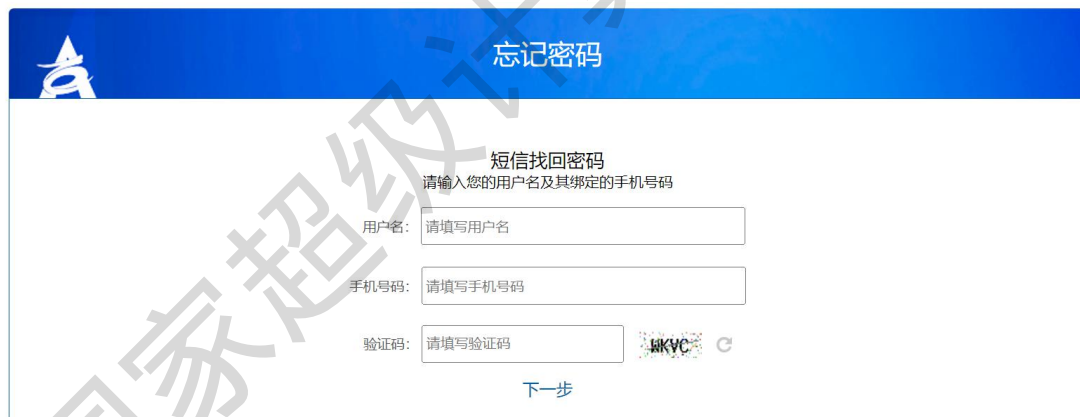 忘记密码
短信找回密码
请输入您的用户名及其绑定的手机号码
用户名：
请填写用户名
手机号码：
请填写手机号码
验证码：
请填写验证码
WKVC
下一步
家超级计